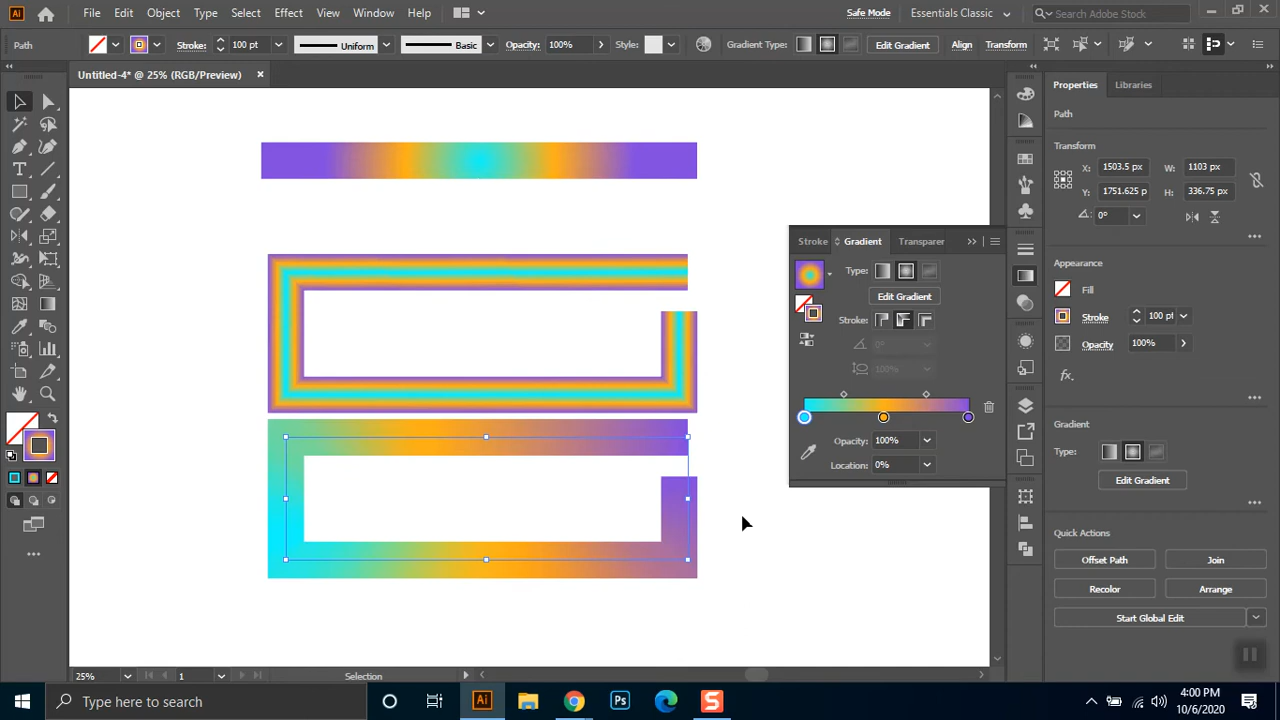 Ai File Edit Object Type Select Effect View Window Help Safe Mode Essentials Classic Search Adobe Stock
Path Stroke: 100 pt Uniform Basic Opacity: 100% Style: Gradient Type: Edit Gradient Align Transform
Untitled-4* @ 25% (RGB/Preview) ×
Properties Libraries
Path
Transform
X: 1503.5 px W: 1103 px
Y: 1751.625 p H: 336.75 px
0°
Appearance
Fill
Stroke 100 pt
Opacity 100%
fx.
Gradient
Type:
Edit Gradient
Quick Actions
Offset Path Join
Recolor Arrange
Start Global Edit
Stroke Gradient Transparer
Type:
Edit Gradient
Stroke:
0°
100%
Opacity: 100%
Location: 0%
25% 1 Selection
Type here to search Ai Ps S 4:00 PM
10/6/2020